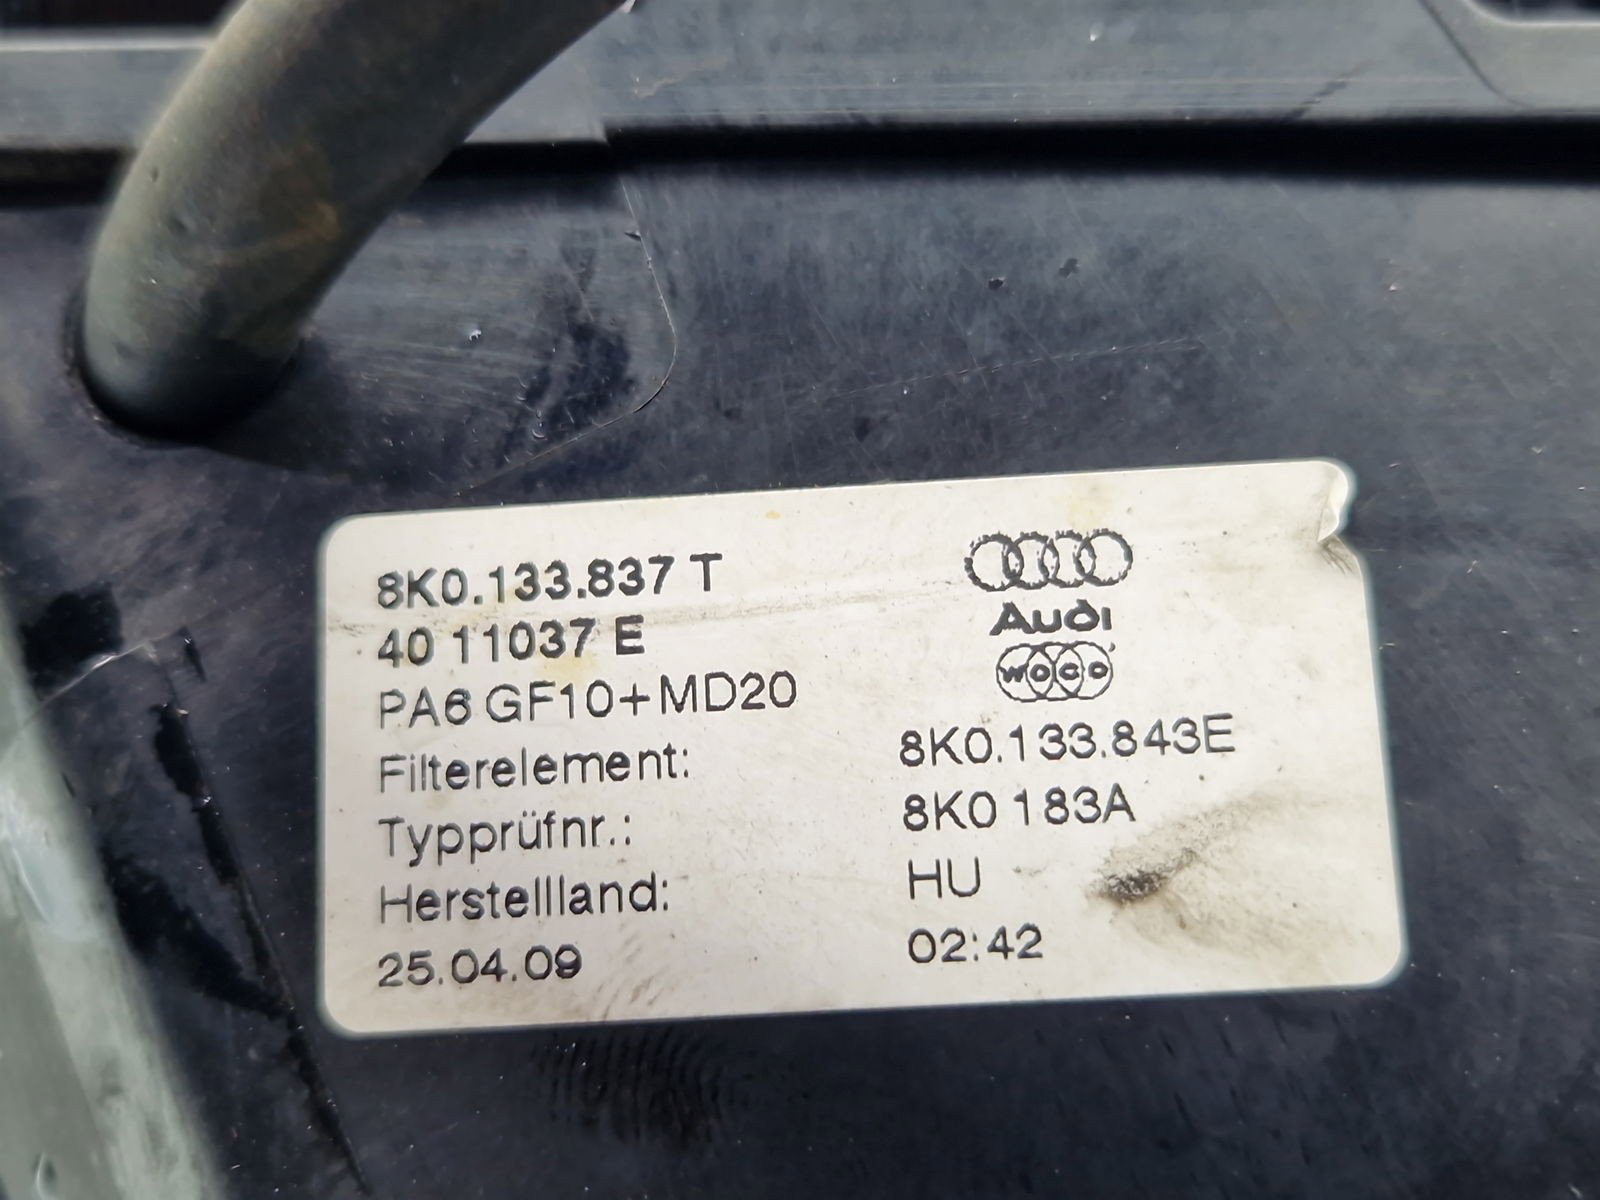 8K0.133.837 T
40 11037 E
PA6 GF10+MD20
Audi
woco
Filterelement: 8K0.133.843E
Typprüfnr.: 8K0 183A
Herstellland: HU
25.04.09 02:42